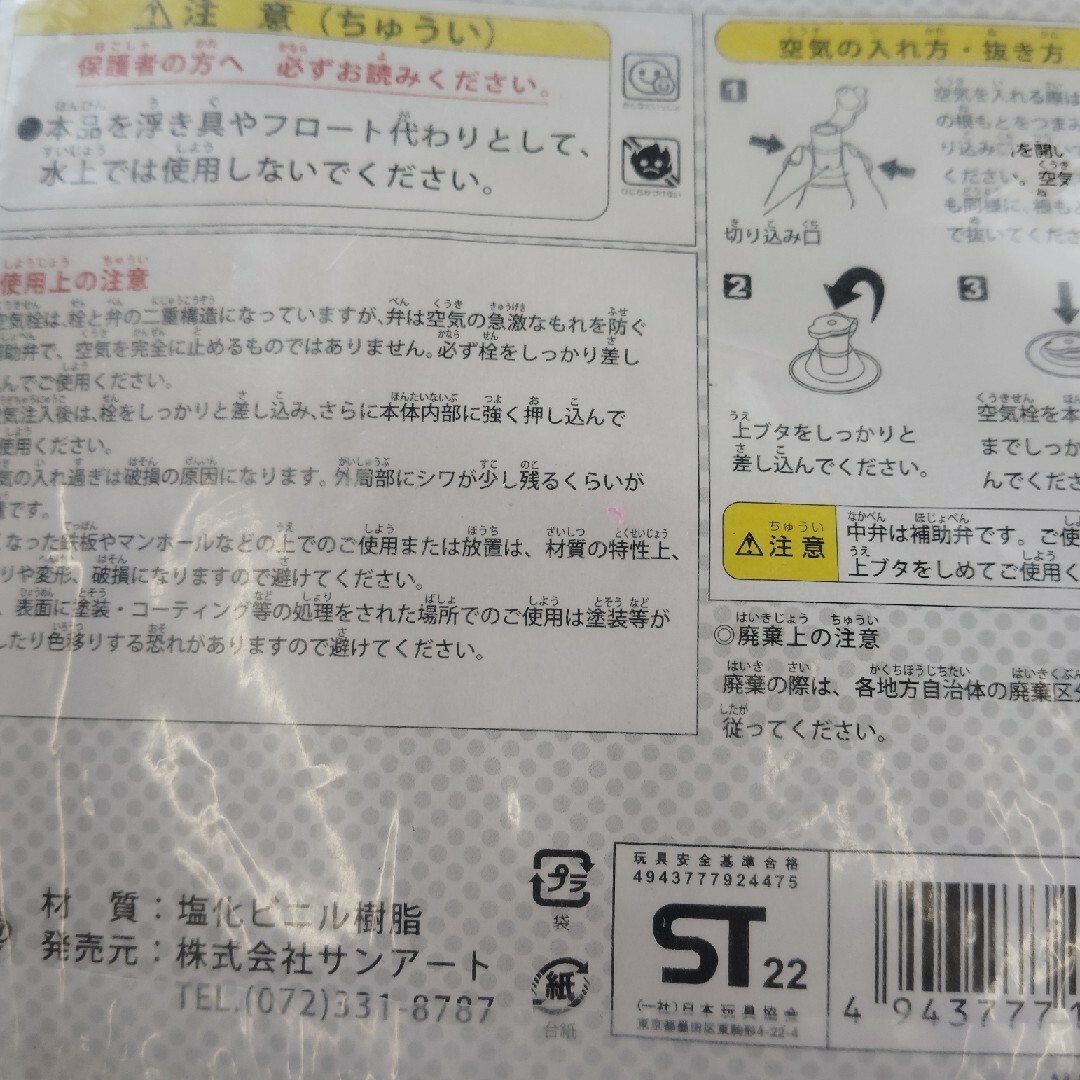 注 意 (ちゅうい)
保護者の方へ 必ずお読みください。
●本品を浮き具やフロート代わりとして、
水上では使用しないでください。
使用上の注意
空気栓は、栓と弁の二重構造になっていますが、弁は空気の急激なもれを防ぐ
補助弁で、空気を完全に止めるものではありません。必ず栓をしっかり差し
んでご使用ください。
気注入後は、栓をしっかりと差し込み、さらに本体内部に強く押し込んで
使用ください。
気の入れ過ぎは破損の原因になります。外周部にシワが少し残るくらいが
です。
くなった鉄板やマンホールなどの上でのご使用または放置は、材質の特性上、
りや変形、破損になりますので避けてください。
、表面に塗装・コーティング等の処理をされた場所でのご使用は塗装等が
したり色移りする恐れがありますので避けてください。
材 質：塩化ビニル樹脂
発売元：株式会社サンアート
TEL.(072)331-8787
空気の入れ方・抜き方
1
空気を入れる際は
の根もとをつまみ
り込み口を開いて
ください。空気
も同様に、根もと
で抜いてくださ
切り込み口
2
上ブタをしっかりと
差し込んでください。
3
空気栓を本
までしっか
んでくださ
注意
ちゅうい
中弁は補助弁です。ご使
上ブタをしめてご使用く
◎廃棄上の注意
廃棄の際は、各地方自治体の廃棄区分
従ってください。
プラ
袋
紙
台紙
玩具安全基準合格
4943777924475
ST 22
(一社)日本玩具協会
東京都墨田区東駒形4-22-4
4 943777 1